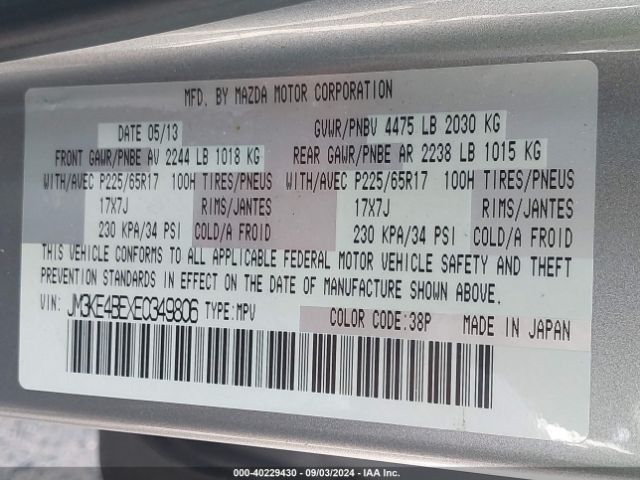 MFD. BY MAZDA MOTOR CORPORATION
DATE 05/13 GVWR/PNBV 4475 LB 2030 KG
FRONT GAWR/PNBE AV 2244 LB 1018 KG REAR GAWR/PNBE AR 2238 LB 1015 KG
WITH/AVEC P225/65R17 100H TIRES/PNEUS WITH/AVEC P225/65R17 100H TIRES/PNEUS
17X7J RIMS/JANTES 17X7J RIMS/JANTES
230 KPA/34 PSI COLD/A FROID 230 KPA/34 PSI COLD/A FROID
THIS VEHICLE CONFORMS TO ALL APPLICABLE FEDERAL MOTOR VEHICLE SAFETY AND THEFT
PREVENTION STANDARDS IN EFFECT ON THE DATE OF MANUFACTURE SHOWN ABOVE.
VIN: JM3KE4BEXE0349806 TYPE:MPV COLOR CODE:38P MADE IN JAPAN
000-40229430 - 09/03/2024 - IAA Inc.